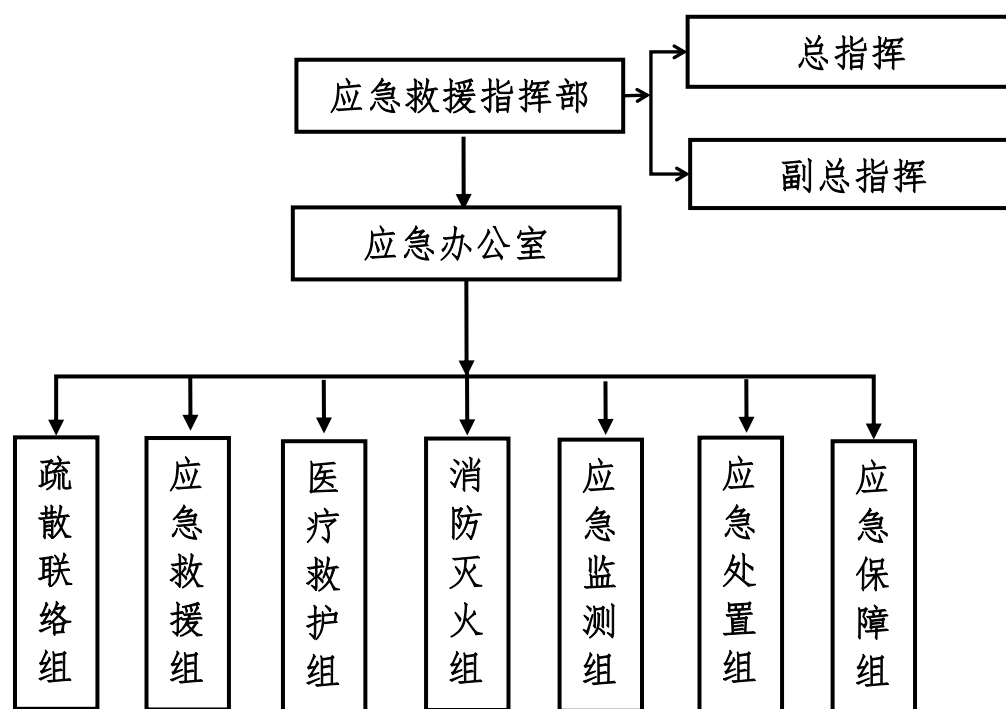 总指挥
应急救援指挥部
副总指挥
应急办公室
疏散联络组
应急救援组
医疗救护组
消防灭火组
应急监测组
应急处置组
应急保障组